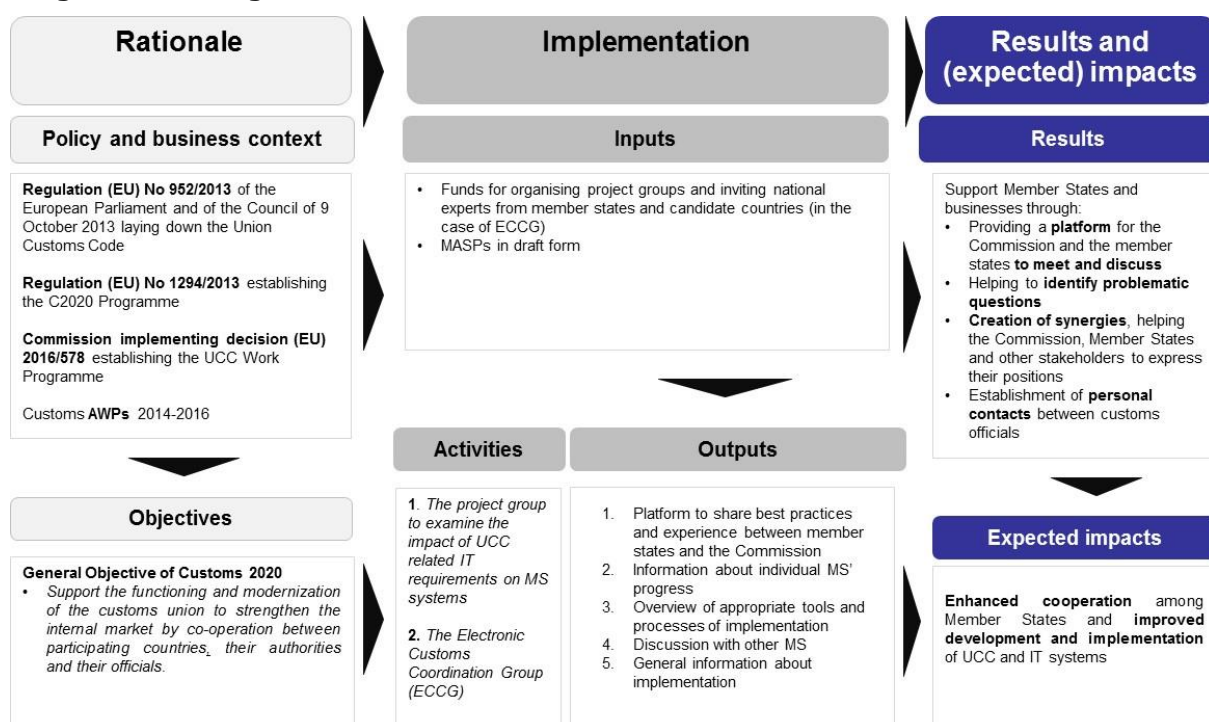 Rationale
Policy and business context
Regulation (EU) No 952/2013 of the
European Parliament and of the Council of 9
October 2013 laying down the Union
Customs Code
Regulation (EU) No 1294/2013 establishing
the C2020 Programme
Commission implementing decision (EU)
2016/578 establishing the UCC Work
Programme
Customs AWPs 2014-2016
Objectives
General Objective of Customs 2020
• Support the functioning and modernization
of the customs union to strengthen the
internal market by co-operation between
participating countries, their authorities
and their officials.
Implementation
Inputs
• Funds for organising project groups and inviting national
experts from member states and candidate countries (in the
case of ECCG)
• MASPs in draft form
Activities
1. The project group
to examine the
impact of UCC
related IT
requirements on MS
systems
2. The Electronic
Customs
Coordination Group
(ECCG)
Outputs
1. Platform to share best practices
and experience between member
states and the Commission
2. Information about individual MS'
progress
3. Overview of appropriate tools and
processes of implementation
4. Discussion with other MS
5. General information about
implementation
Results and
(expected) impacts
Results
Support Member States and
businesses through:
• Providing a platform for the
Commission and the member
states to meet and discuss
• Helping to identify problematic
questions
• Creation of synergies, helping
the Commission, Member States
and other stakeholders to express
their positions
• Establishment of personal
contacts between customs
officials
Expected impacts
Enhanced cooperation among
Member States and improved
development and implementation
of UCC and IT systems